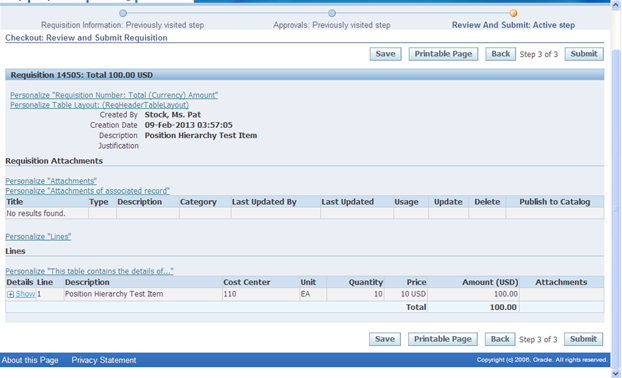 Requisition Information: Previously visited step Approvals: Previously visited step Review And Submit: Active step
Checkout: Review and Submit Requisition
Save Printable Page Back Step 3 of 3 Submit
Requisition 14505: Total 100.00 USD
Personalize "Requisition Number: Total (Currency) Amount"
Personalize Table Layout: (ReqHeaderTableLayout)
Created By Stock, Ms. Pat
Creation Date 09-Feb-2013 03:57:05
Description Position Hierarchy Test Item
Justification
Requisition Attachments
Personalize "Attachments"
Personalize "Attachments of associated record"
Title Type Description Category Last Updated By Last Updated Usage Update Delete Publish to Catalog
No results found.
Personalize "Lines"
Lines
Personalize "This table contains the details of..."
Details Line Description Cost Center Unit Quantity Price Amount (USD) Attachments
Show 1 Position Hierarchy Test Item 110 EA 10 10 USD 100.00
Total 100.00
Save Printable Page Back Step 3 of 3 Submit
About this Page Privacy Statement Copyright (c) 2006, Oracle. All rights reserved.